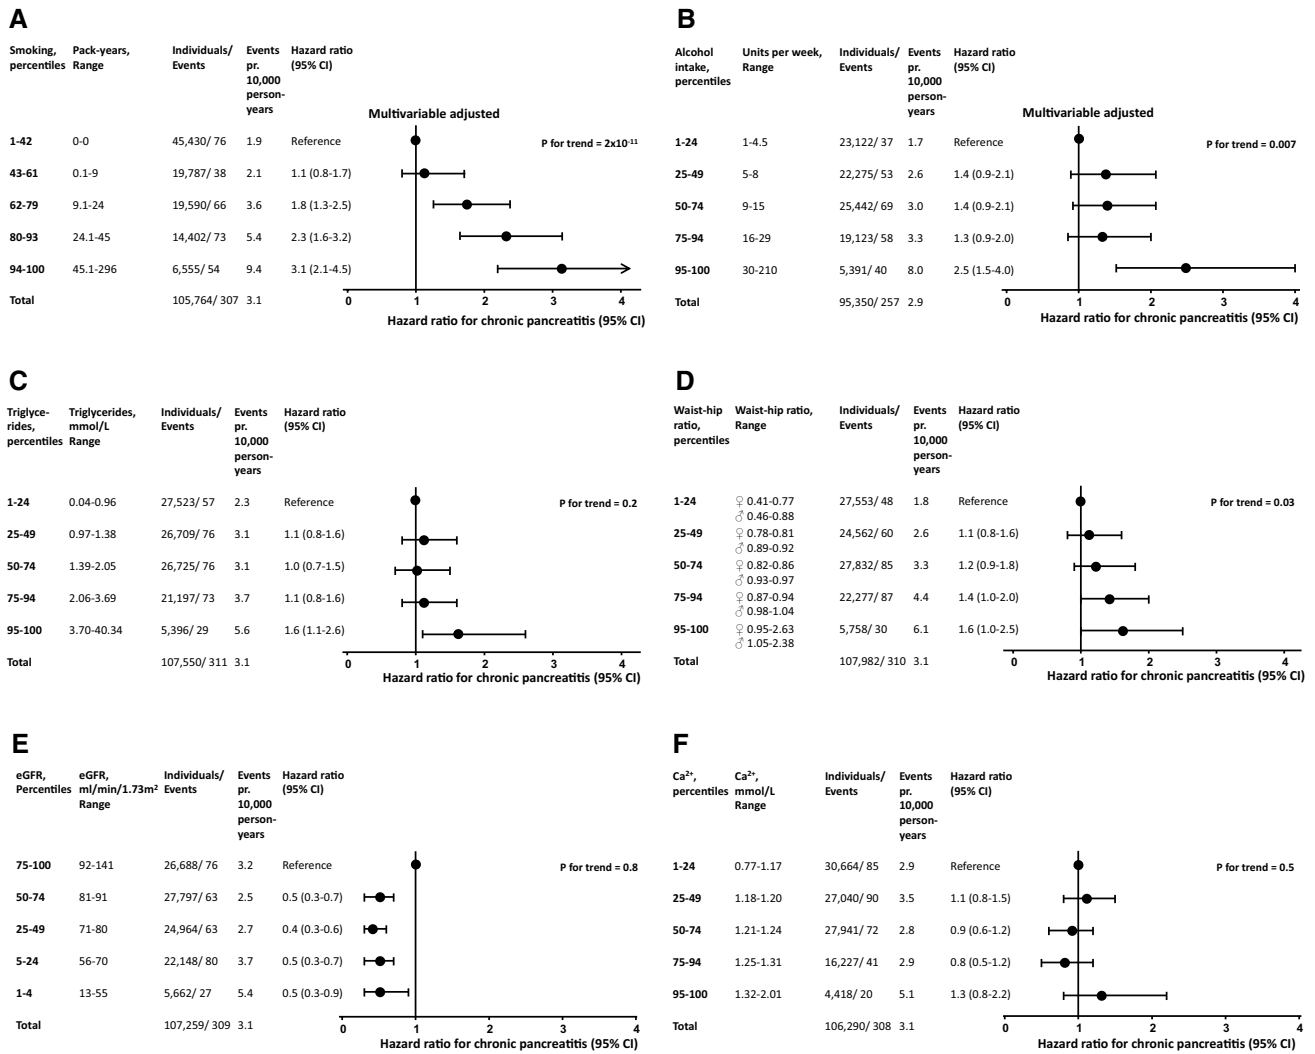 A
Smoking, percentiles Pack-years, Range Individuals/ Events Events pr. 10,000 person-years Hazard ratio (95% CI)
Multivariable adjusted
1-42 0-0 45,430/ 76 1.9 Reference P for trend = 2x10-11
43-61 0.1-9 19,787/ 38 2.1 1.1 (0.8-1.7)
62-79 9.1-24 19,590/ 66 3.6 1.8 (1.3-2.5)
80-93 24.1-45 14,402/ 73 5.4 2.3 (1.6-3.2)
94-100 45.1-296 6,555/ 54 9.4 3.1 (2.1-4.5)
Total 105,764/ 307 3.1
0 1 2 3 4
Hazard ratio for chronic pancreatitis (95% CI)
B
Alcohol intake, percentiles Units per week, Range Individuals/ Events Events pr. 10,000 person-years Hazard ratio (95% CI)
Multivariable adjusted
1-24 1-4.5 23,122/ 37 1.7 Reference P for trend = 0.007
25-49 5-8 22,275/ 53 2.6 1.4 (0.9-2.1)
50-74 9-15 25,442/ 69 3.0 1.4 (0.9-2.1)
75-94 16-29 19,123/ 58 3.3 1.3 (0.9-2.0)
95-100 30-210 5,391/ 40 8.0 2.5 (1.5-4.0)
Total 95,350/ 257 2.9
0 1 2 3 4
Hazard ratio for chronic pancreatitis (95% CI)
C
Triglyce-rides, percentiles Triglycerides, mmol/L Range Individuals/ Events Events pr. 10,000 person-years Hazard ratio (95% CI)
1-24 0.04-0.96 27,523/ 57 2.3 Reference P for trend = 0.2
25-49 0.97-1.38 26,709/ 76 3.1 1.1 (0.8-1.6)
50-74 1.39-2.05 26,725/ 76 3.1 1.0 (0.7-1.5)
75-94 2.06-3.69 21,197/ 73 3.7 1.1 (0.8-1.6)
95-100 3.70-40.34 5,396/ 29 5.6 1.6 (1.1-2.6)
Total 107,550/ 311 3.1
0 1 2 3 4
Hazard ratio for chronic pancreatitis (95% CI)
D
Waist-hip ratio, percentiles Waist-hip ratio, Range Individuals/ Events Events pr. 10,000 person-years Hazard ratio (95% CI)
1-24 ♀ 0.41-0.77 27,553/ 48 1.8 Reference P for trend = 0.03
♂ 0.46-0.88
25-49 ♀ 0.78-0.81 24,562/ 60 2.6 1.1 (0.8-1.6)
♂ 0.89-0.92
50-74 ♀ 0.82-0.86 27,832/ 85 3.3 1.2 (0.9-1.8)
♂ 0.93-0.97
75-94 ♀ 0.87-0.94 22,277/ 87 4.4 1.4 (1.0-2.0)
♂ 0.98-1.04
95-100 ♀ 0.95-2.63 5,758/ 30 6.1 1.6 (1.0-2.5)
♂ 1.05-2.38
Total 107,982/ 310 3.1
0 1 2 3 4
Hazard ratio for chronic pancreatitis (95% CI)
E
eGFR, Percentiles eGFR, ml/min/1.73m² Range Individuals/ Events Events pr. 10,000 person-years Hazard ratio (95% CI)
75-100 92-141 26,688/ 76 3.2 Reference P for trend = 0.8
50-74 81-91 27,797/ 63 2.5 0.5 (0.3-0.7)
25-49 71-80 24,964/ 63 2.7 0.4 (0.3-0.6)
5-24 56-70 22,148/ 80 3.7 0.5 (0.3-0.7)
1-4 13-55 5,662/ 27 5.4 0.5 (0.3-0.9)
Total 107,259/ 309 3.1
0 1 2 3 4
Hazard ratio for chronic pancreatitis (95% CI)
F
Ca²⁺, percentiles Ca²⁺, mmol/L Range Individuals/ Events Events pr. 10,000 person-years Hazard ratio (95% CI)
1-24 0.77-1.17 30,664/ 85 2.9 Reference P for trend = 0.5
25-49 1.18-1.20 27,040/ 90 3.5 1.1 (0.8-1.5)
50-74 1.21-1.24 27,941/ 72 2.8 0.9 (0.6-1.2)
75-94 1.25-1.31 16,227/ 41 2.9 0.8 (0.5-1.2)
95-100 1.32-2.01 4,418/ 20 5.1 1.3 (0.8-2.2)
Total 106,290/ 308 3.1
0 1 2 3 4
Hazard ratio for chronic pancreatitis (95% CI)